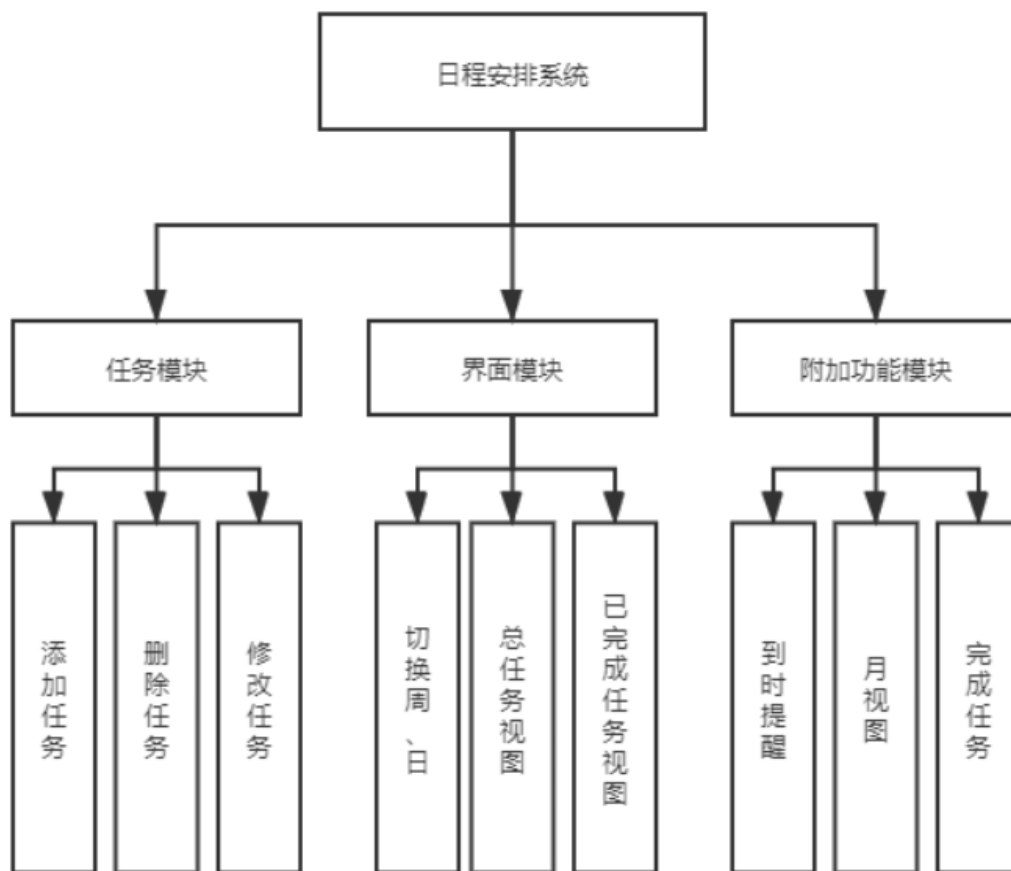 日程安排系统
任务模块
界面模块
附加功能模块
添加任务
删除任务
修改任务
切换周、日
总任务视图
已完成任务视图
到时提醒
月视图
完成任务